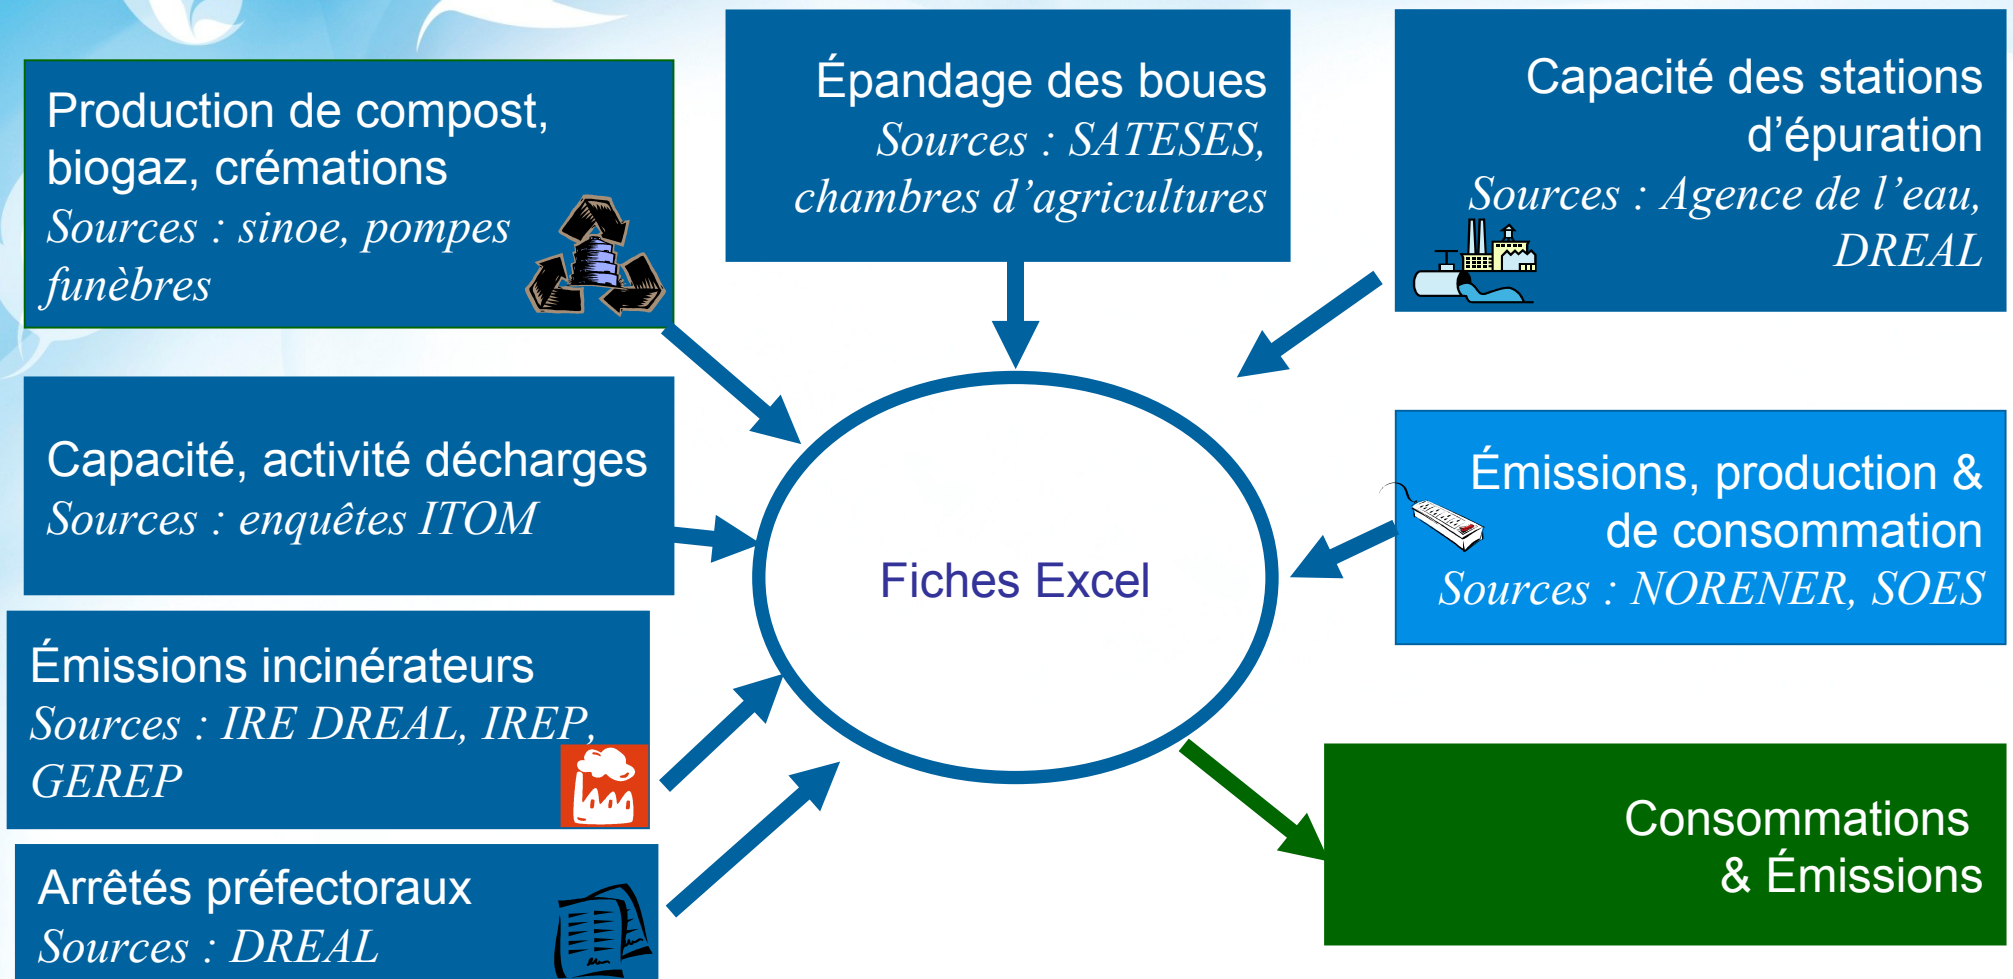 Production de compost,
biogaz, crémations
Sources : sinoe, pompes
funèbres
Épandage des boues
Sources : SATESES,
chambres d’agricultures
Capacité des stations
d’épuration
Sources : Agence de l’eau,
DREAL
Capacité, activité décharges
Sources : enquêtes ITOM
Émissions, production &
de consommation
Sources : NORENER, SOES
Fiches Excel
Émissions incinérateurs
Sources : IRE DREAL, IREP,
GEREP
Arrêtés préfectoraux
Sources : DREAL
Consommations
& Émissions